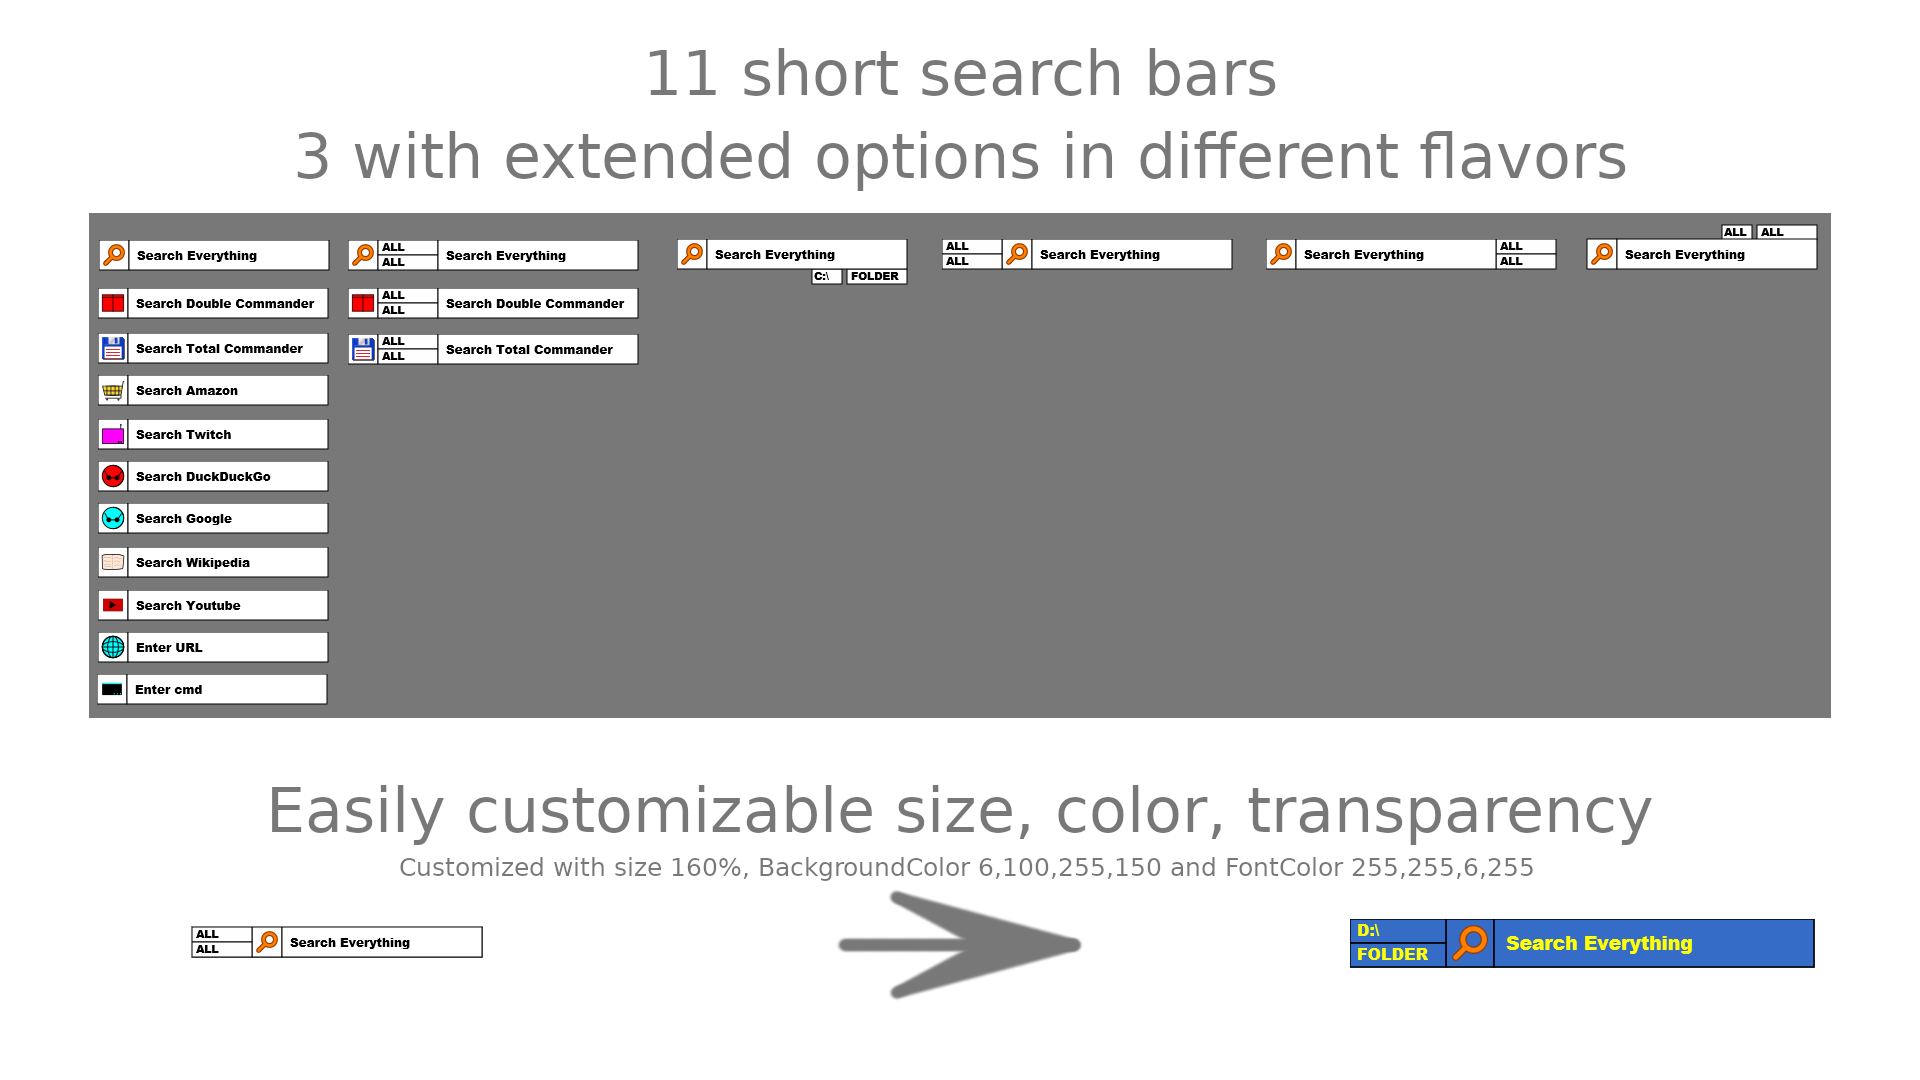 11 short search bars
3 with extended options in different flavors
Search Everything
Search Double Commander
Search Total Commander
Search Amazon
Search Twitch
Search DuckDuckGo
Search Google
Search Wikipedia
Search Youtube
Enter URL
Enter cmd
ALL
ALL
Search Everything
ALL
ALL
Search Double Commander
ALL
ALL
Search Total Commander
Search Everything
C:\ FOLDER
ALL
ALL
Search Everything
Search Everything
ALL
ALL
ALL ALL
Search Everything
Easily customizable size, color, transparency
Customized with size 160%, BackgroundColor 6,100,255,150 and FontColor 255,255,6,255
ALL
ALL
Search Everything
D:\
FOLDER
Search Everything